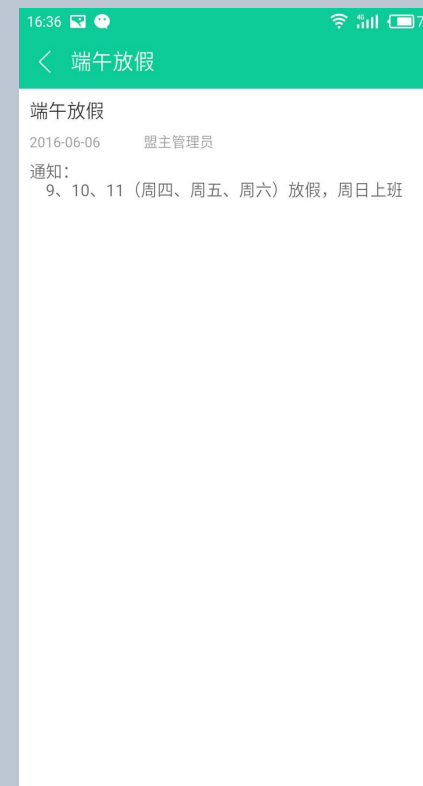 16:36
端午放假
端午放假
2016-06-06 盟主管理员
通知：
9、10、11（周四、周五、周六）放假，周日上班